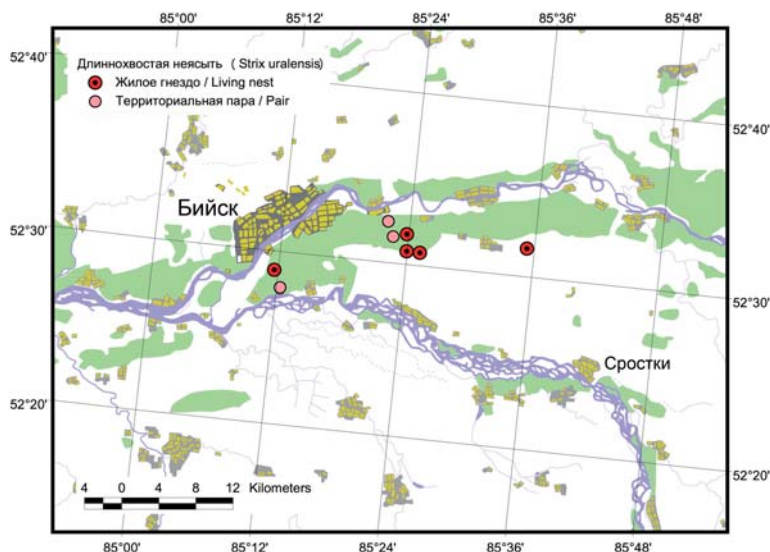 85°00' 85°12' 85°24' 85°36' 85°48'
52°40'
Длиннохвостая неясыть ( Strix uralensis)
Жилое гнездо / Living nest
Территориальная пара / Pair
52°40'
Бийск
52°30'
52°30'
Сростки
52°20'
52°20'
4 0 4 8 12 Kilometers
85°00' 85°12' 85°24' 85°36' 85°48'